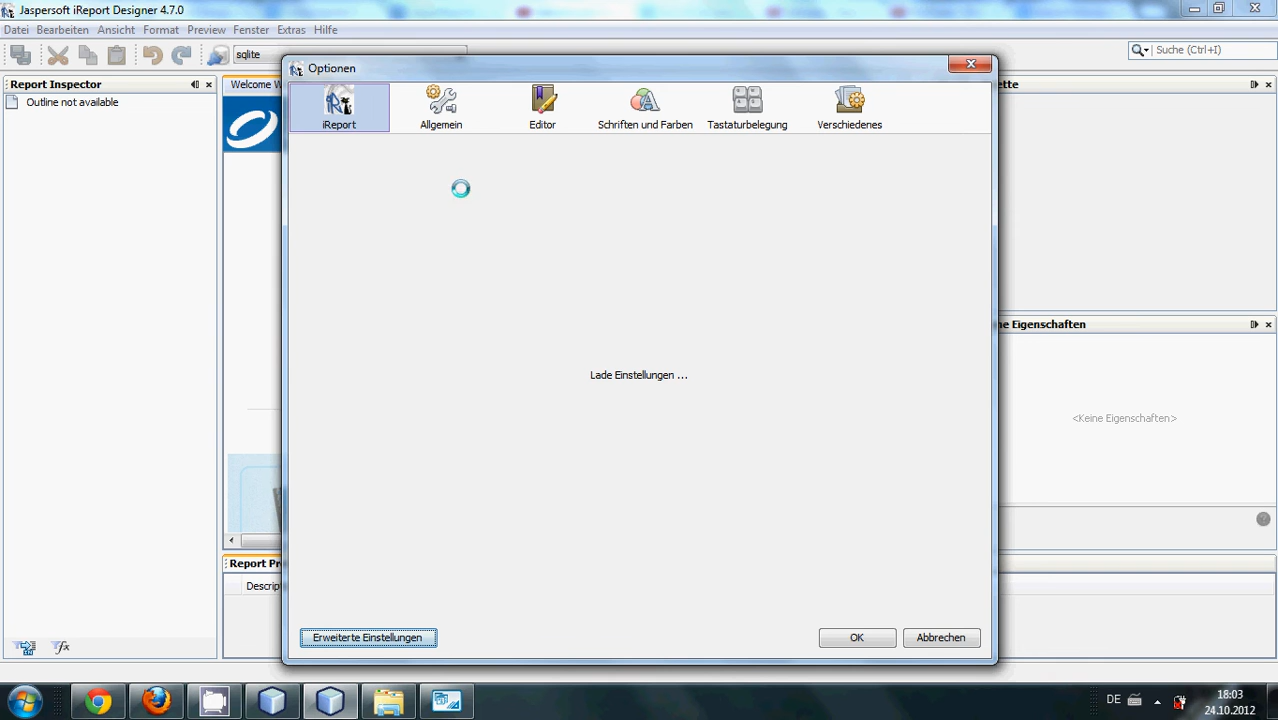 Jaspersoft iReport Designer 4.7.0
Datei Bearbeiten Ansicht Format Preview Fenster Extras Hilfe
sqlite
Suche (Ctrl+I)
Report Inspector
Welcome W
Outline not available
Optionen
iReport
Allgemein
Editor
Schriften und Farben
Tastaturbelegung
Verschiedenes
Lade Einstellungen ...
ette
ne Eigenschaften
<Keine Eigenschaften>
Report Pr
Descrip
Erweiterte Einstellungen
OK
Abbrechen
DE
18:03
24.10.2012